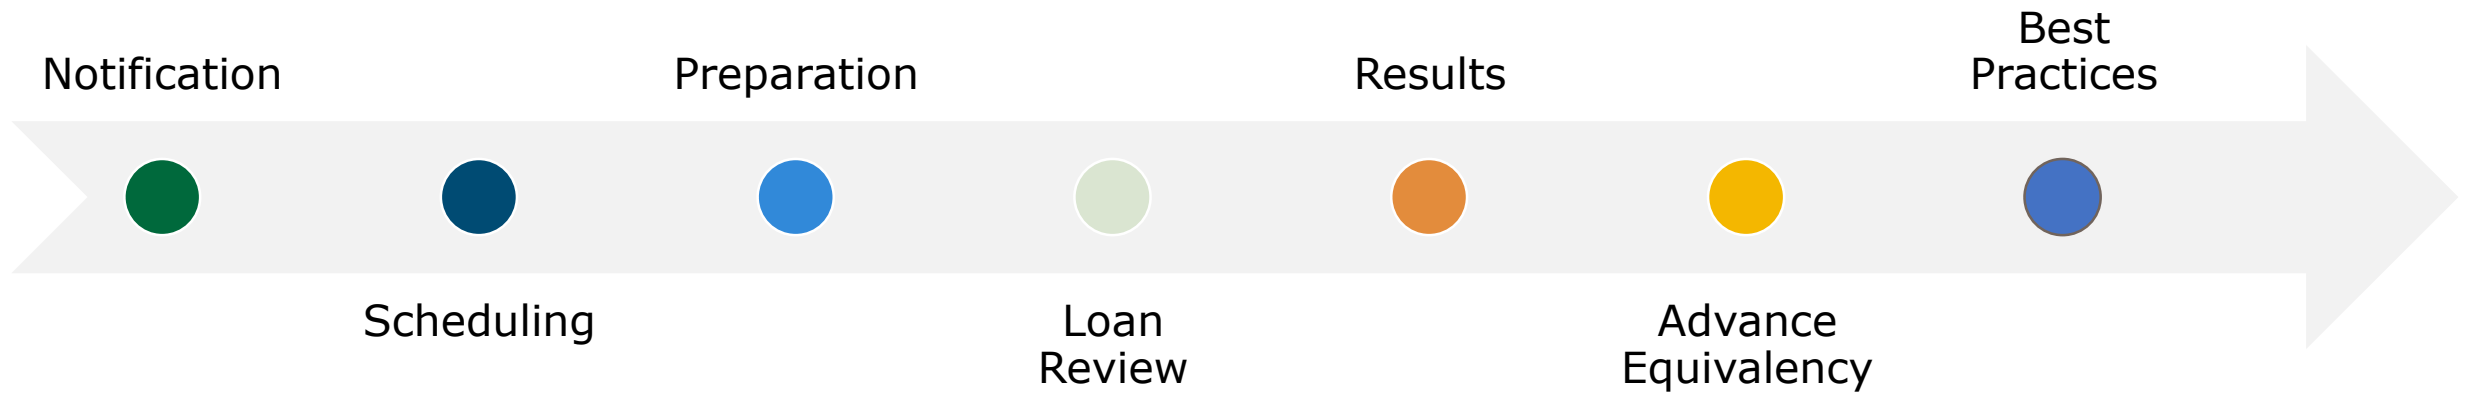 Notification
Scheduling
Preparation
Loan
Review
Results
Advance
Equivalency
Best
Practices